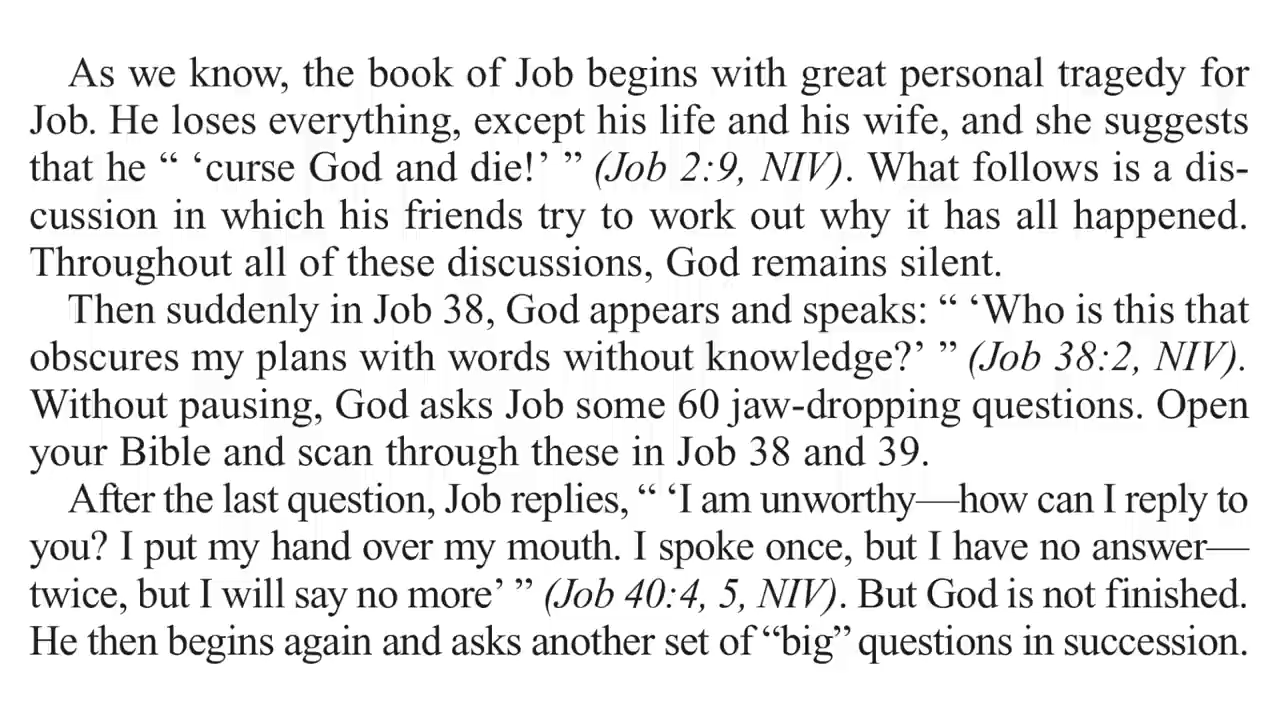 As we know, the book of Job begins with great personal tragedy for
Job. He loses everything, except his life and his wife, and she suggests
that he “ ‘curse God and die!’ ” (Job 2:9, NIV). What follows is a dis-
cussion in which his friends try to work out why it has all happened.
Throughout all of these discussions, God remains silent.
Then suddenly in Job 38, God appears and speaks: “ ‘Who is this that
obscures my plans with words without knowledge?’ ” (Job 38:2, NIV).
Without pausing, God asks Job some 60 jaw-dropping questions. Open
your Bible and scan through these in Job 38 and 39.
After the last question, Job replies, “ ‘I am unworthy—how can I reply to
you? I put my hand over my mouth. I spoke once, but I have no answer—
twice, but I will say no more’ ” (Job 40:4, 5, NIV). But God is not finished.
He then begins again and asks another set of “big” questions in succession.